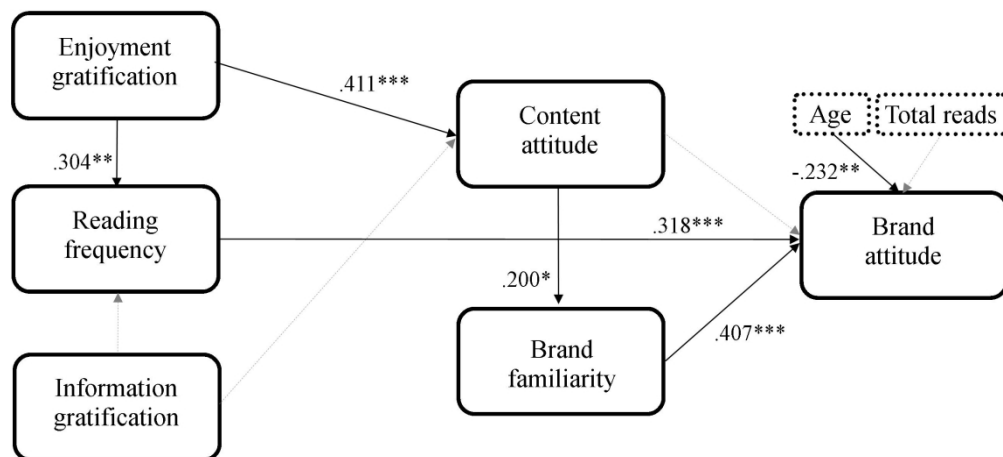 Enjoyment
gratification
.411***
Content
attitude
Age
Total reads
.304**
-.232**
Reading
frequency
.318***
Brand
attitude
.200*
Information
gratification
Brand
familiarity
.407***